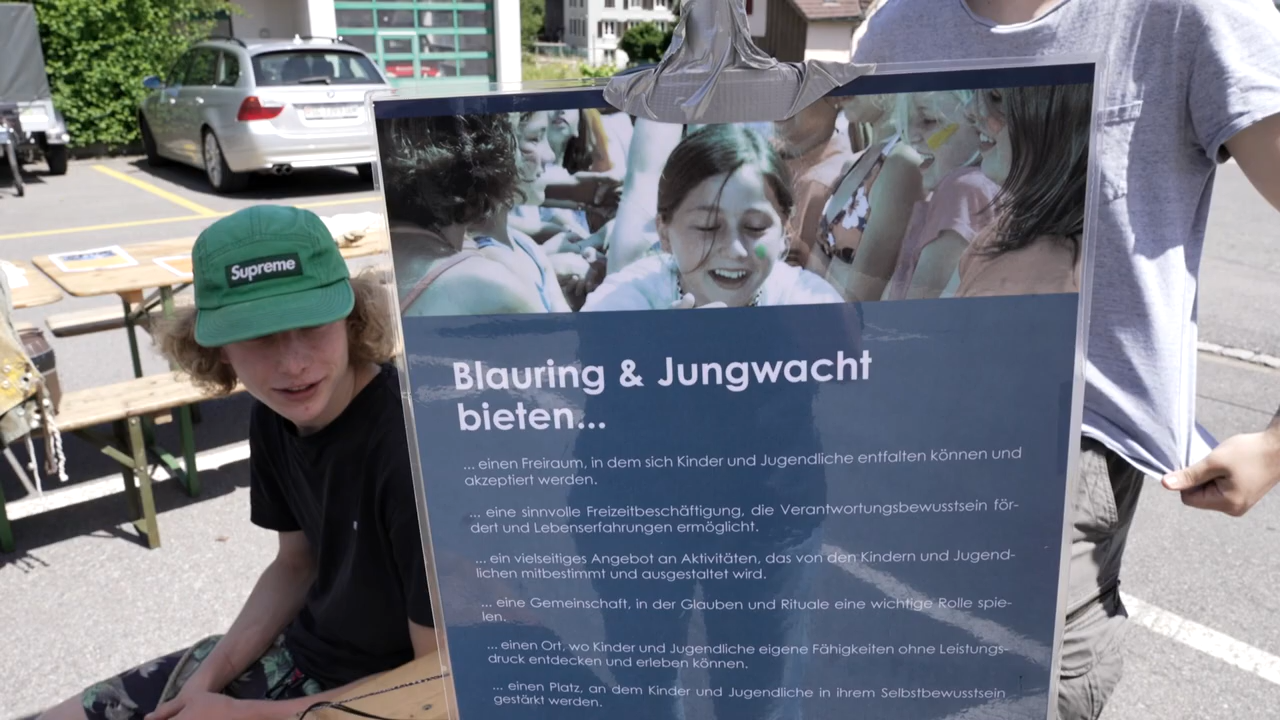 Supreme
Blauring & Jungwacht
bieten...
... einen Freiraum, in dem sich Kinder und Jugendliche entfalten können und
akzeptiert werden.
... eine sinnvolle Freizeitbeschäftigung, die Verantwortungsbewusstsein för-
dert und Lebenserfahrungen ermöglicht.
... ein vielseitiges Angebot an Aktivitäten, das von den Kindern und Jugend-
lichen mitbestimmt und ausgestaltet wird.
... eine Gemeinschaft, in der Glauben und Rituale eine wichtige Rolle spie-
len.
... einen Ort, wo Kinder und Jugendliche eigene Fähigkeiten ohne Leistungs-
druck entdecken und erleben können.
... einen Platz, an dem Kinder und Jugendliche in ihrem Selbstbewusstsein
gestärkt werden.